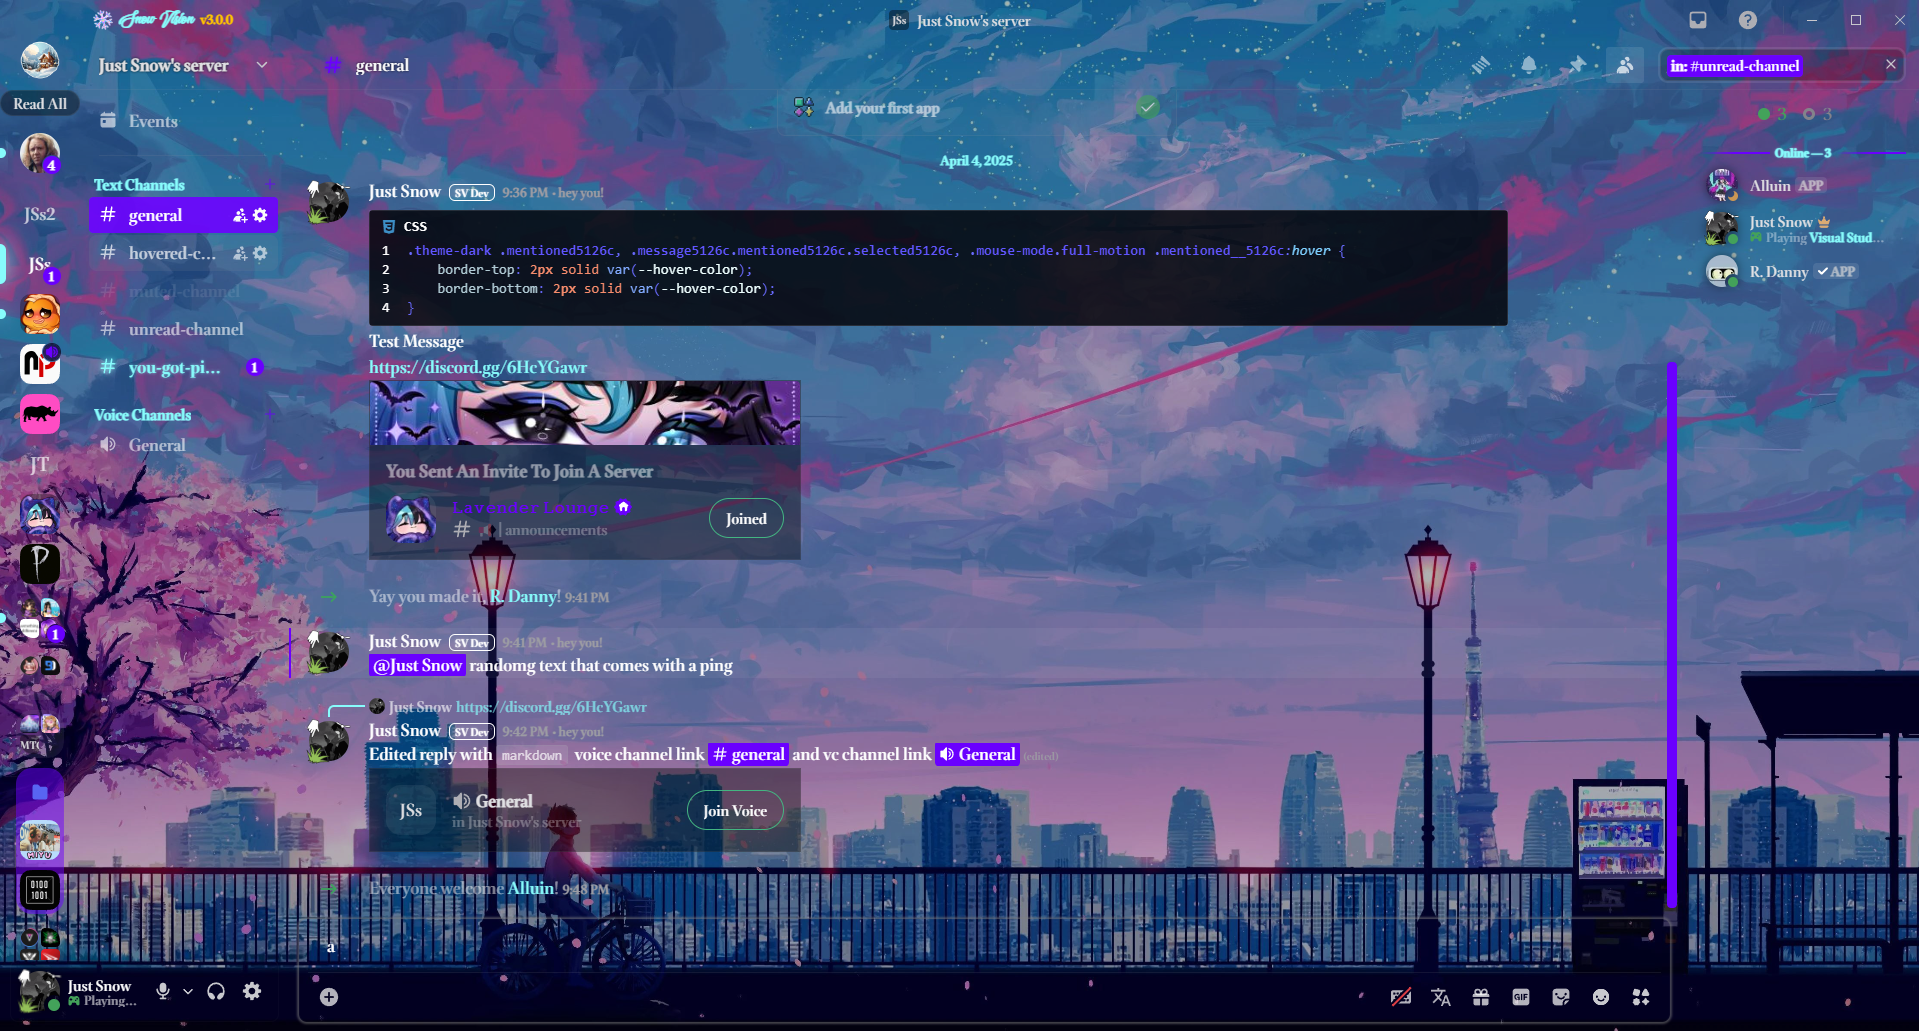 Snow Vision v3.0.0
JSs Just Snow's server
Just Snow's server
# general
in: #unread-channel
Read All
Events
Add your first app
3 3
April 4, 2025
Online — 3
4
Text Channels
JSs2
# general
# hovered-c...
JSs
1
# muted-channel
# unread-channel
# you-got-pi... 1
Voice Channels
General
JT
MTC
1
MIYU
0100
1001
Just Snow SV Dev 9:36 PM • hey you!
CSS
1 .theme-dark .mentioned5126c, .message5126c.mentioned5126c.selected5126c, .mouse-mode.full-motion .mentioned__5126c:hover {
2 border-top: 2px solid var(--hover-color);
3 border-bottom: 2px solid var(--hover-color);
4 }
Test Message
https://discord.gg/6HcYGawr
You Sent An Invite To Join A Server
Lavender Lounge
# | announcements
Joined
Yay you made it, R. Danny! 9:41 PM
Just Snow SV Dev 9:41 PM • hey you!
@Just Snow randomg text that comes with a ping
Just Snow https://discord.gg/6HcYGawr
Just Snow SV Dev 9:42 PM • hey you!
Edited reply with markdown voice channel link # general and vc channel link General (edited)
JSs
General
in Just Snow's server
Join Voice
Everyone welcome Alluin! 9:48 PM
a
Alluin APP
Just Snow
Playing Visual Stud...
R. Danny APP
Just Snow
Playing...
GIF